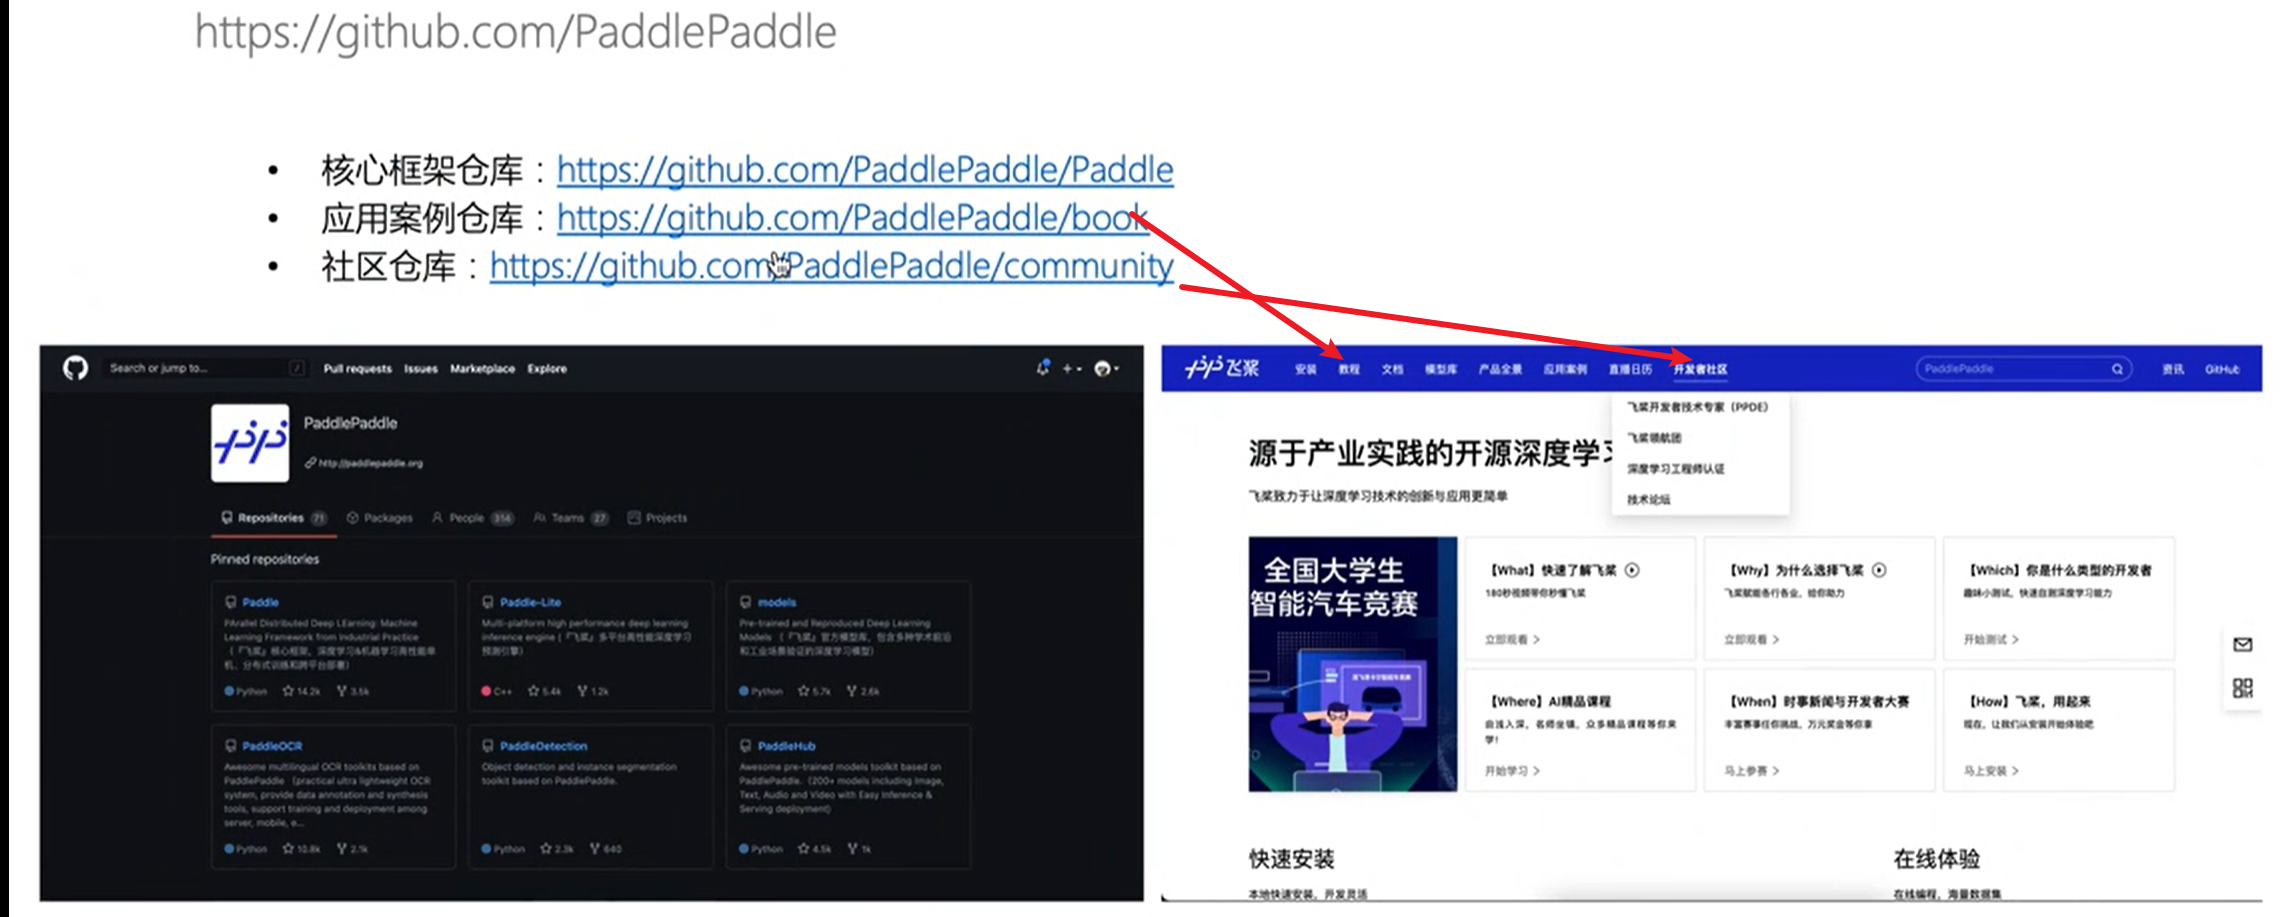 https://github.com/PaddlePaddle
• 核心框架仓库：https://github.com/PaddlePaddle/Paddle
• 应用案例仓库：https://github.com/PaddlePaddle/book
• 社区仓库：https://github.com/PaddlePaddle/community
Search or jump to... / Pull requests Issues Marketplace Explore
PaddlePaddle
http://paddlepaddle.org
Repositories 71 Packages People 314 Teams 27 Projects
Pinned repositories
Paddle
PArallel Distributed Deep LEarning: Machine
Learning Framework from Industrial Practice
（『飞桨』核心框架，深度学习&机器学习高性能单
机、分布式训练和跨平台部署）
Python 14.2k 3.5k
Paddle-Lite
Multi-platform high performance deep learning
inference engine (『飞桨』多平台高性能深度学习
预测引擎）
C++ 5.4k 1.2k
models
Pre-trained and Reproduced Deep Learning
Models （『飞桨』官方模型库，包含多种学术前沿
和工业场景验证的深度学习模型）
Python 5.7k 2.6k
PaddleOCR
Awesome multilingual OCR toolkits based on
PaddlePaddle （practical ultra lightweight OCR
system, provide data annotation and synthesis
tools, support training and deployment among
server, mobile, e...
Python 10.8k 2.1k
PaddleDetection
Object detection and instance segmentation
toolkit based on PaddlePaddle.
Python 2.3k 640
PaddleHub
Awesome pre-trained models toolkit based on
PaddlePaddle.（200+ models including Image,
Text, Audio and Video with Easy Inference &
Serving deployment）
Python 4.5k 1k
飞桨 安装 教程 文档 模型库 产品全景 应用案例 直播日历 开发者社区 PaddlePaddle 资讯 GitHub
飞桨开发者技术专家（PPDE）
飞桨领航团
深度学习工程师认证
技术论坛
源于产业实践的开源深度学
飞桨致力于让深度学习技术的创新与应用更简单
全国大学生
智能汽车竞赛
【What】快速了解飞桨
180秒视频带你秒懂飞桨
立即观看 >
【Why】为什么选择飞桨
飞桨赋能各行各业，给你助力
立即观看 >
【Which】你是什么类型的开发者
趣味小测试，快速自测深度学习能力
开始测试 >
【Where】AI精品课程
由浅入深，名师坐镇，众多精品课程等你来
学！
开始学习 >
【When】时事新闻与开发者大赛
丰富赛事任你挑战，万元奖金等你拿
马上参赛 >
【How】飞桨，用起来
现在，让我们从安装开始体验吧
马上安装 >
快速安装
本地快速安装，开发灵活
在线体验
在线编程，海量数据集